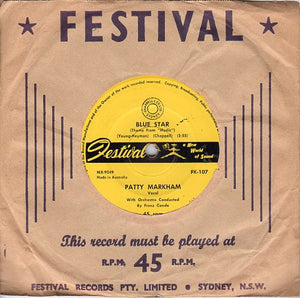 FESTIVAL
BLUE STAR
(Theme from "Medic")
(Young-Heyman) (Chappell) (2:55)
Festival
a New World of Sound
MX-9049
Made in Australia
FK-107
PATTY MARKHAM
Vocal
With Orchestra Conducted
By Franz Conde
45
This record must be played at
R.P.M. 45 R.P.M.
FESTIVAL RECORDS PTY. LIMITED • SYDNEY, N.S.W.